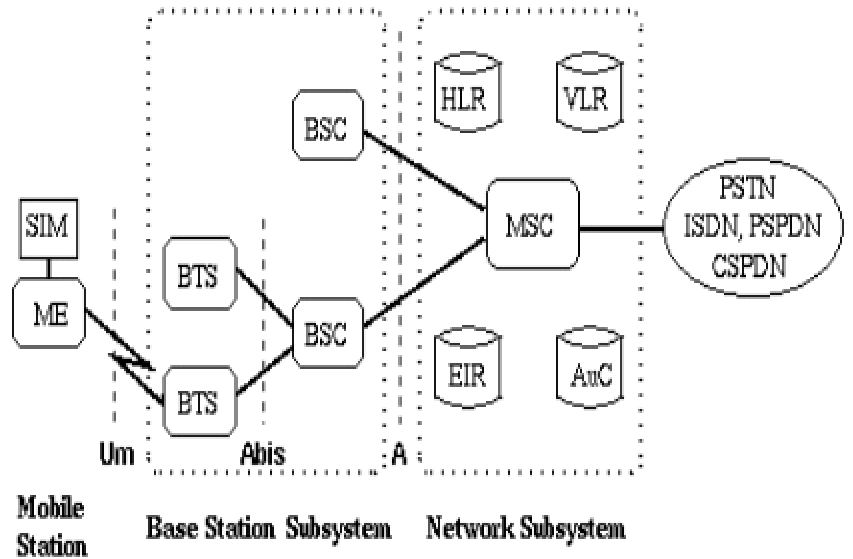 HLR
VLR
BSC
PSTN
ISDN, PSPDN
CSPDN
SIM
MSC
BTS
ME
BSC
EIR
AuC
BTS
Um
Abis
A
Mobile
Station
Base Station Subsystem
Network Subsystem